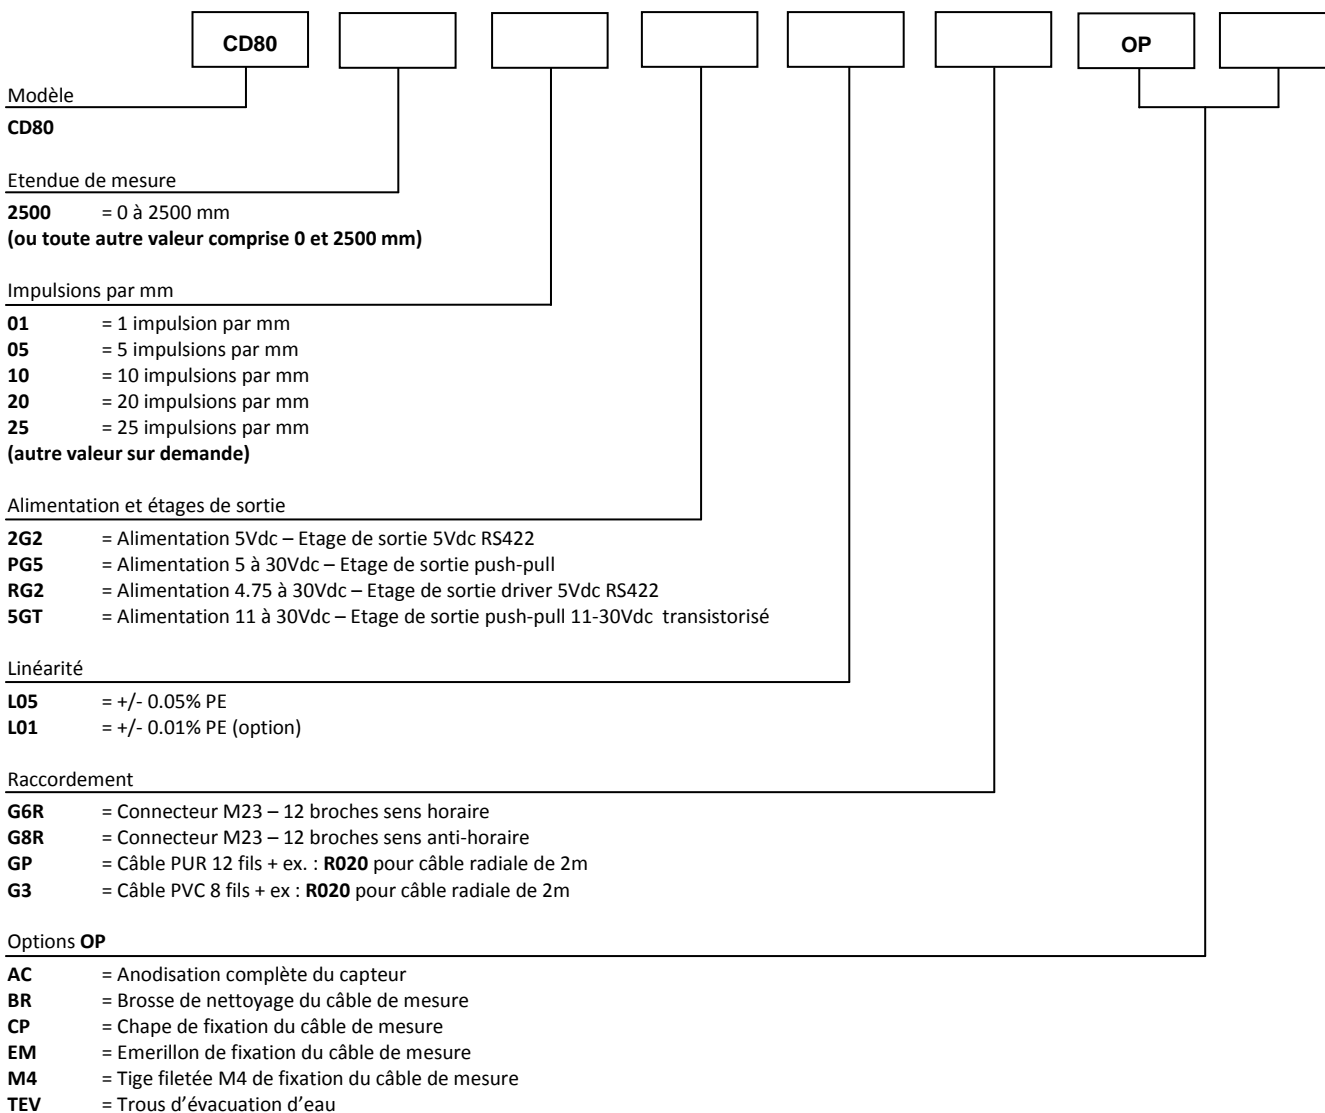 CD80 OP
Modèle
CD80
Etendue de mesure
2500 = 0 à 2500 mm
(ou toute autre valeur comprise 0 et 2500 mm)
Impulsions par mm
01 = 1 impulsion par mm
05 = 5 impulsions par mm
10 = 10 impulsions par mm
20 = 20 impulsions par mm
25 = 25 impulsions par mm
(autre valeur sur demande)
Alimentation et étages de sortie
2G2 = Alimentation 5Vdc – Etage de sortie 5Vdc RS422
PG5 = Alimentation 5 à 30Vdc – Etage de sortie push-pull
RG2 = Alimentation 4.75 à 30Vdc – Etage de sortie driver 5Vdc RS422
5GT = Alimentation 11 à 30Vdc – Etage de sortie push-pull 11-30Vdc transistorisé
Linéarité
L05 = +/- 0.05% PE
L01 = +/- 0.01% PE (option)
Raccordement
G6R = Connecteur M23 – 12 broches sens horaire
G8R = Connecteur M23 – 12 broches sens anti-horaire
GP = Câble PUR 12 fils + ex. : R020 pour câble radiale de 2m
G3 = Câble PVC 8 fils + ex : R020 pour câble radiale de 2m
Options OP
AC = Anodisation complète du capteur
BR = Brosse de nettoyage du câble de mesure
CP = Chape de fixation du câble de mesure
EM = Emerillon de fixation du câble de mesure
M4 = Tige filetée M4 de fixation du câble de mesure
TEV = Trous d'évacuation d'eau